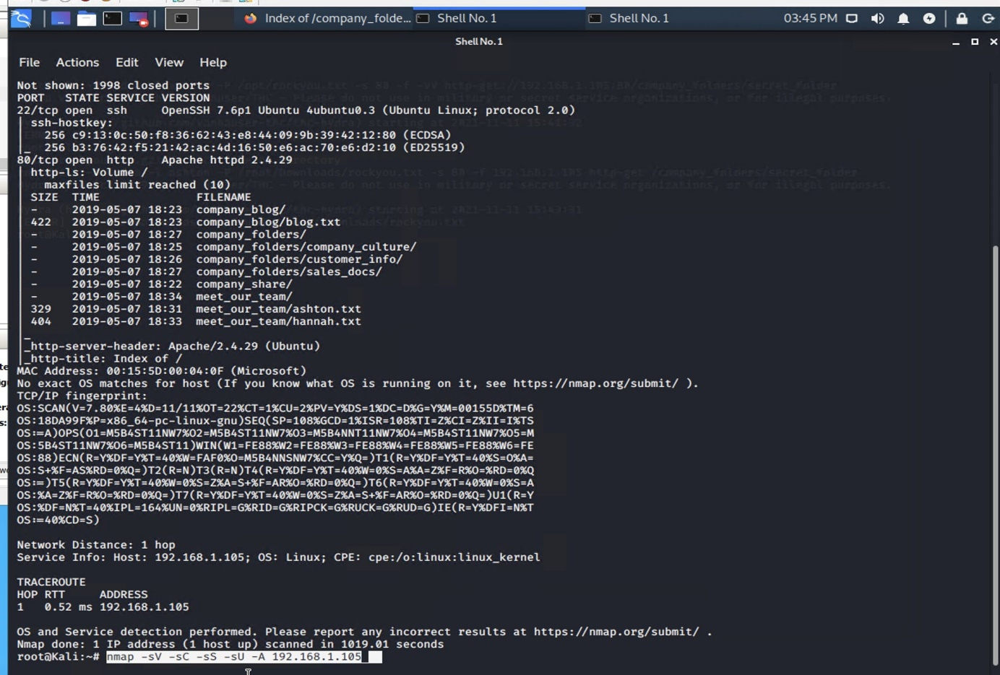 Index of /company_folde...
Shell No. 1
Shell No. 1
03:45 PM
Shell No. 1
File Actions Edit View Help
Not shown: 1998 closed ports
PORT STATE SERVICE VERSION
22/tcp open ssh OpenSSH 7.6p1 Ubuntu 4ubuntu0.3 (Ubuntu Linux; protocol 2.0)
| ssh-hostkey:
| 256 c9:13:0c:50:f8:36:62:43:e8:44:09:9b:39:42:12:80 (ECDSA)
|_ 256 b3:76:42:f5:21:42:ac:4d:16:50:e6:ac:70:e6:d2:10 (ED25519)
80/tcp open http Apache httpd 2.4.29
| http-ls: Volume /
| maxfiles limit reached (10)
| SIZE TIME FILENAME
| - 2019-05-07 18:23 company_blog/
| 422 2019-05-07 18:23 company_blog/blog.txt
| - 2019-05-07 18:27 company_folders/
| - 2019-05-07 18:25 company_folders/company_culture/
| - 2019-05-07 18:26 company_folders/customer_info/
| - 2019-05-07 18:27 company_folders/sales_docs/
| - 2019-05-07 18:22 company_share/
| - 2019-05-07 18:34 meet_our_team/
| 329 2019-05-07 18:31 meet_our_team/ashton.txt
| 404 2019-05-07 18:33 meet_our_team/hannah.txt
|_
|_http-server-header: Apache/2.4.29 (Ubuntu)
|_http-title: Index of /
MAC Address: 00:15:5D:00:04:0F (Microsoft)
No exact OS matches for host (If you know what OS is running on it, see https://nmap.org/submit/ ).
TCP/IP fingerprint:
OS:SCAN(V=7.80%E=4%D=11/11%OT=22%CT=1%CU=2%PV=Y%DS=1%DC=D%G=Y%M=00155D%TM=6
OS:18DA99F%P=x86_64-pc-linux-gnu)SEQ(SP=108%GCD=1%ISR=108%TI=Z%CI=Z%II=I%TS
OS:=A)OPS(O1=M5B4ST11NW7%O2=M5B4ST11NW7%O3=M5B4NNT11NW7%O4=M5B4ST11NW7%O5=M
OS:5B4ST11NW7%O6=M5B4ST11)WIN(W1=FE88%W2=FE88%W3=FE88%W4=FE88%W5=FE88%W6=FE
OS:88)ECN(R=Y%DF=Y%T=40%W=FAF0%O=M5B4NNSNW7%CC=Y%Q=)T1(R=Y%DF=Y%T=40%S=O%A=
OS:S+%F=AS%RD=0%Q=)T2(R=N)T3(R=N)T4(R=Y%DF=Y%T=40%W=0%S=A%A=Z%F=R%O=%RD=0%Q
OS:=)T5(R=Y%DF=Y%T=40%W=0%S=Z%A=S+%F=AR%O=%RD=0%Q=)T6(R=Y%DF=Y%T=40%W=0%S=A
OS:%A=Z%F=R%O=%RD=0%Q=)T7(R=Y%DF=Y%T=40%W=0%S=Z%A=S+%F=AR%O=%RD=0%Q=)U1(R=Y
OS:%DF=N%T=40%IPL=164%UN=0%RIPL=G%RID=G%RIPCK=G%RUCK=G%RUD=G)IE(R=Y%DFI=N%T
OS:=40%CD=S)
Network Distance: 1 hop
Service Info: Host: 192.168.1.105; OS: Linux; CPE: cpe:/o:linux:linux_kernel
TRACEROUTE
HOP RTT ADDRESS
1 0.52 ms 192.168.1.105
OS and Service detection performed. Please report any incorrect results at https://nmap.org/submit/ .
Nmap done: 1 IP address (1 host up) scanned in 1019.01 seconds
root@Kali:~# nmap -sV -sC -sS -sU -A 192.168.1.105